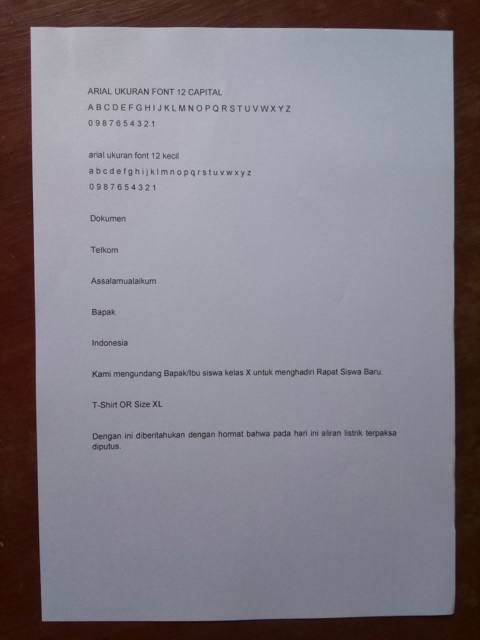 ARIAL UKURAN FONT 12 CAPITAL
A B C D E F G H I J K L M N O P Q R S T U V W X Y Z
0 9 8 7 6 5 4 3 2 1
arial ukuran font 12 kecil
a b c d e f g h i j k l m n o p q r s t u v w x y z
0 9 8 7 6 5 4 3 2 1
Dokumen
Telkom
Assalamualaikum
Bapak
Indonesia
Kami mengundang Bapak/Ibu siswa kelas X untuk menghadiri Rapat Siswa Baru.
T-Shirt OR Size XL
Dengan ini diberitahukan dengan hormat bahwa pada hari ini aliran listrik terpaksa
diputus.